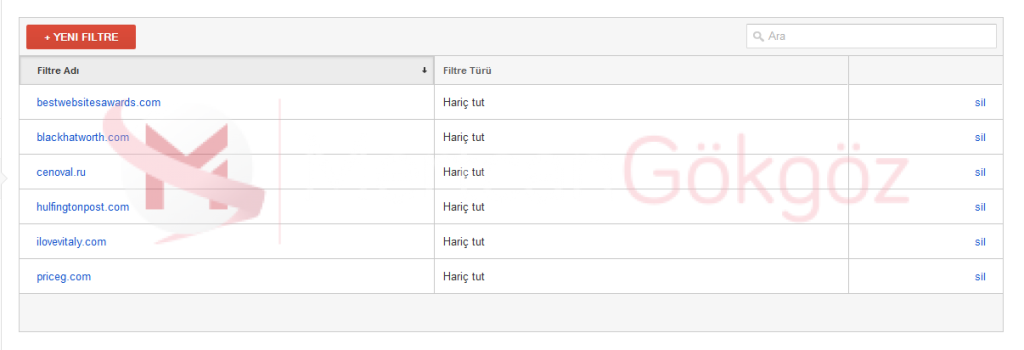 + YENI FILTRE
Ara
Filtre Adı Filtre Türü
bestwebsitesawards.com Hariç tut sil
blackhatworth.com Hariç tut sil
cenoval.ru Hariç tut sil
hulfingtonpost.com Hariç tut sil
ilovevitaly.com Hariç tut sil
priceg.com Hariç tut sil
M Gökgöz